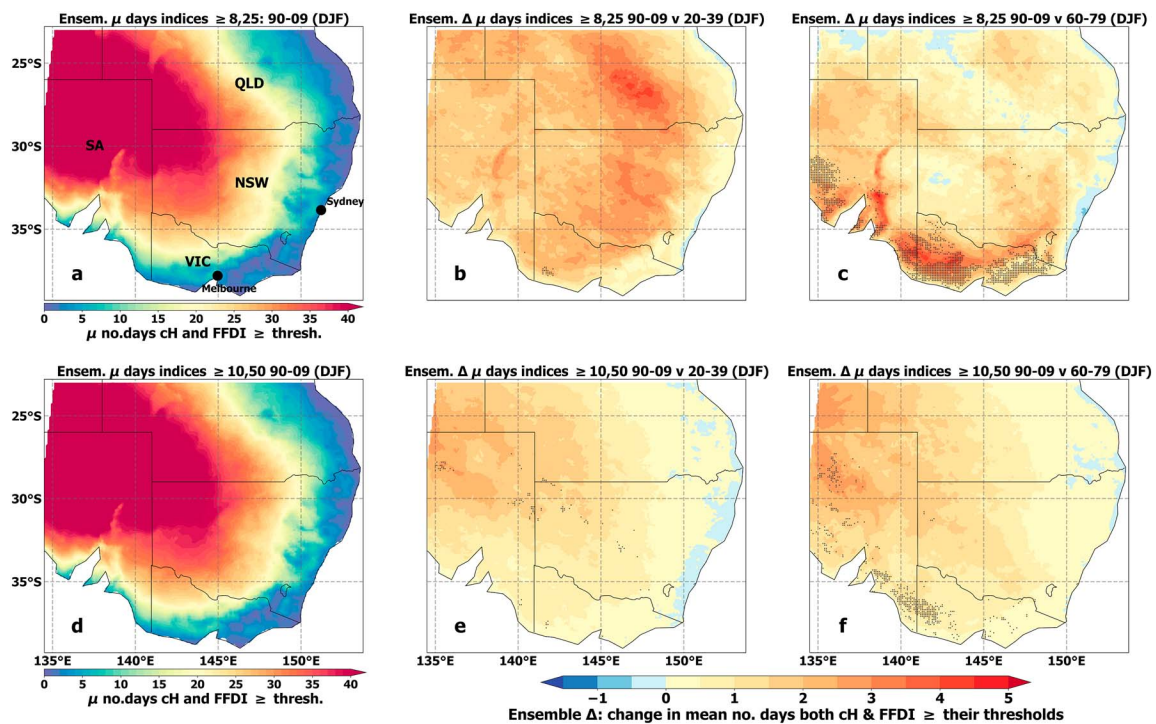 Ensem. μ days indices ≥ 8,25: 90-09 (DJF)
Ensem. Δ μ days indices ≥ 8,25 90-09 v 20-39 (DJF)
Ensem. Δ μ days indices ≥ 8,25 90-09 v 60-79 (DJF)
25°S
30°S
35°S
QLD
SA
NSW
Sydney
VIC
Melbourne
a
b
c
0 5 10 15 20 25 30 35 40
μ no.days cH and FFDI ≥ thresh.
Ensem. μ days indices ≥ 10,50 90-09 (DJF)
Ensem. Δ μ days indices ≥ 10,50 90-09 v 20-39 (DJF)
Ensem. Δ μ days indices ≥ 10,50 90-09 v 60-79 (DJF)
25°S
30°S
35°S
d
e
f
135°E 140°E 145°E 150°E
135°E 140°E 145°E 150°E
135°E 140°E 145°E 150°E
0 5 10 15 20 25 30 35 40
μ no.days cH and FFDI ≥ thresh.
−1 0 1 2 3 4 5
Ensemble Δ: change in mean no. days both cH & FFDI ≥ their thresholds